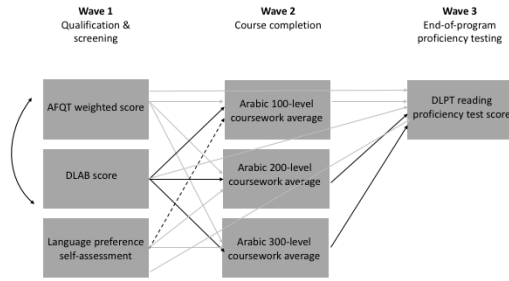 Wave 1
Qualification &
screening
Wave 2
Course completion
Wave 3
End-of-program
proficiency testing
AFQT weighted score
DLAB score
Language preference
self-assessment
Arabic 100-level
coursework average
Arabic 200-level
coursework average
Arabic 300-level
coursework average
DLPT reading
proficiency test score